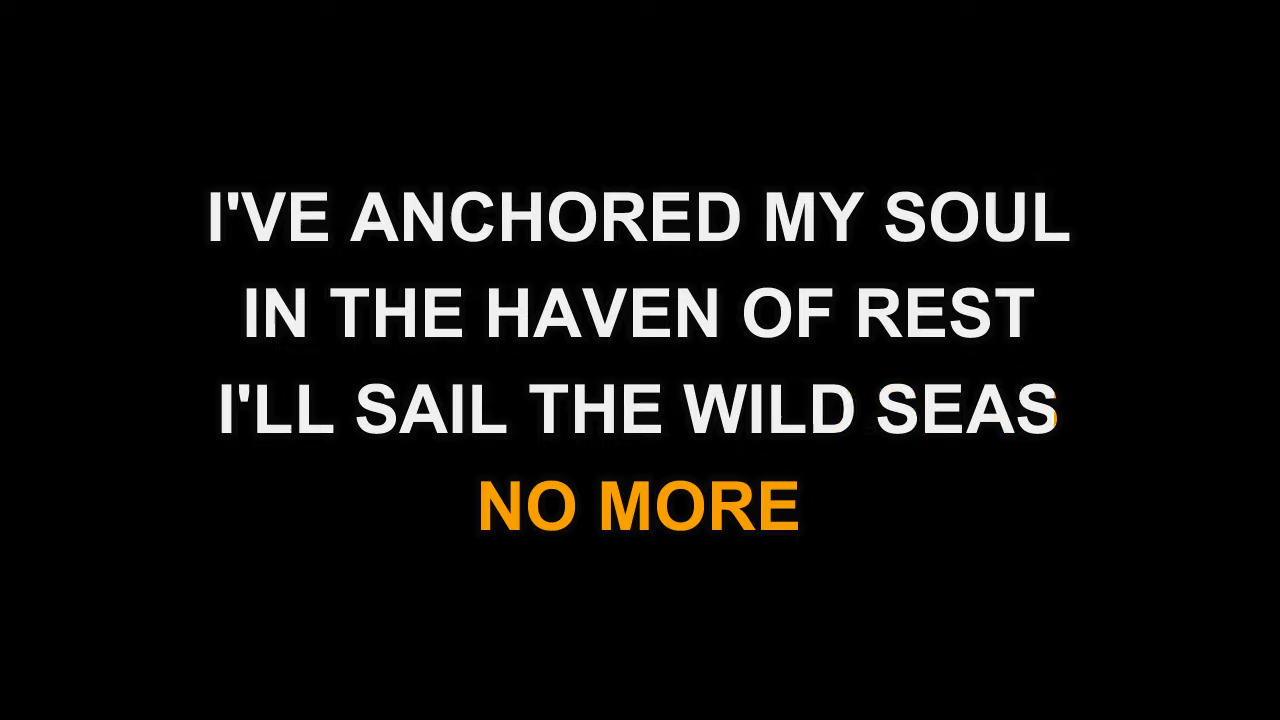 I'VE ANCHORED MY SOUL
IN THE HAVEN OF REST
I'LL SAIL THE WILD SEAS
NO MORE